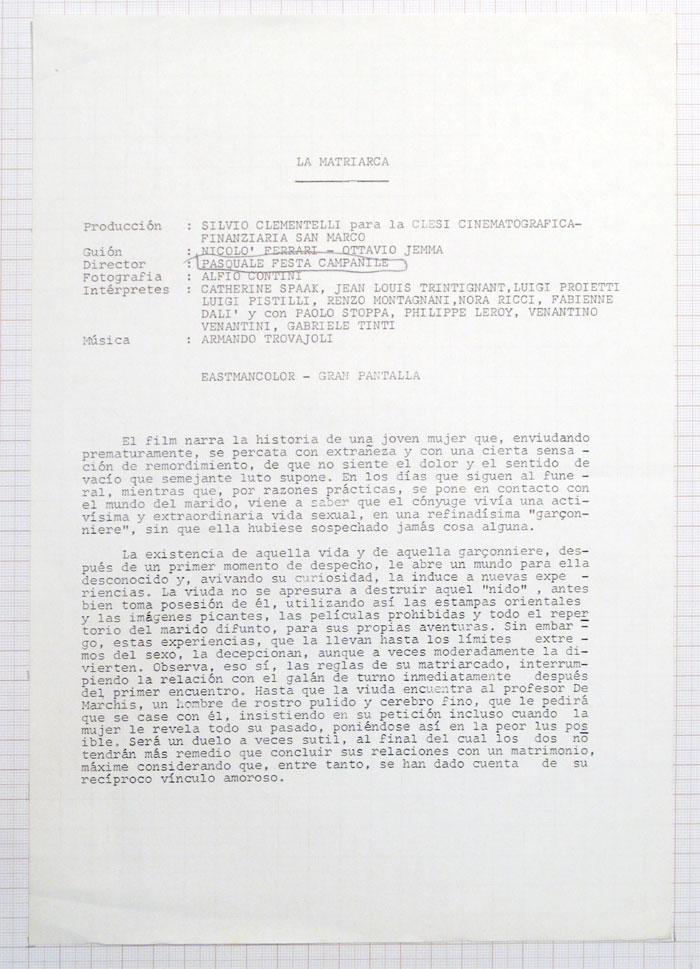 LA MATRIARCA
Producción : SILVIO CLEMENTELLI para la CLESI CINEMATOGRAFICA-
FINANZIARIA SAN MARCO
Guión : NICOLO' FERRARI - OTTAVIO JEMMA
Director : PASQUALE FESTA CAMPANILE
Fotografia : ALFIO CONTINI
Intérpretes : CATHERINE SPAAK, JEAN LOUIS TRINTIGNANT,LUIGI PROIETTI
LUIGI PISTILLI, RENZO MONTAGNANI,NORA RICCI, FABIENNE
DALI' y con PAOLO STOPPA, PHILIPPE LEROY, VENANTINO
VENANTINI, GABRIELE TINTI
Música : ARMANDO TROVAJOLI
EASTMANCOLOR - GRAN PANTALLA
El film narra la historia de una joven mujer que, enviudando
prematuramente, se percata con extrañeza y con una cierta sensa -
ción de remordimiento, de que no siente el dolor y el sentido de
vacío que semejante luto supone. En los días que siguen al fune -
ral, mientras que, por razones prácticas, se pone en contacto con
el mundo del marido, viene a saber que el cónyuge vivía una acti-
vísima y extraordinaria vida sexual, en una refinadísima "garçon-
niere", sin que ella hubiese sospechado jamás cosa alguna.
La existencia de aquella vida y de aquella garçonniere, des-
pués de un primer momento de despecho, le abre un mundo para ella
desconocido y, avivando su curiosidad, la induce a nuevas expe -
riencias. La viuda no se apresura a destruir aquel "nido" , antes
bien toma posesión de él, utilizando así las estampas orientales
y las imágenes picantes, las películas prohibidas y todo el reper
torio del marido difunto, para sus propias aventuras. Sin embar -
go, estas experiencias, que la llevan hasta los límites extre -
mos del sexo, la decepcionan, aunque a veces moderadamente la di-
vierten. Observa, eso sí, las reglas de su matriarcado, interrum-
piendo la relación con el galán de turno inmediatamente después
del primer encuentro. Hasta que la viuda encuentra al profesor De
Marchis, un hombre de rostro pulido y cerebro fino, que le pedirá
que se case con él, insistiendo en su petición incluso cuando la
mujer le revela todo su pasado, poniéndose así en la peor lus pos
ible. Será un duelo a veces sutil, al final del cual los dos no
tendrán más remedio que concluir sus relaciones con un matrimonio,
máxime considerando que, entre tanto, se han dado cuenta de su
recíproco vínculo amoroso.